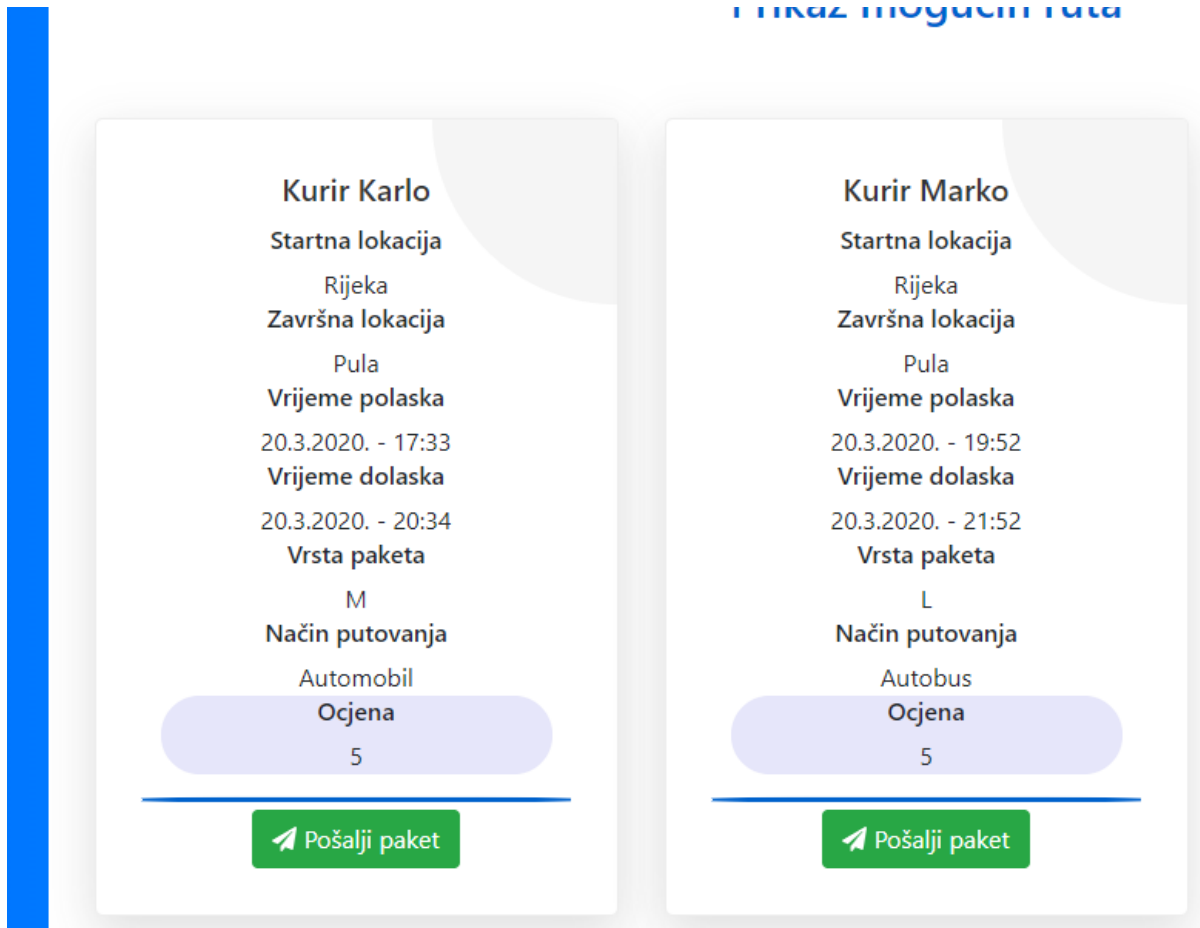 Prikaz mogućih ruta
Kurir Karlo
Startna lokacija
Rijeka
Završna lokacija
Pula
Vrijeme polaska
20.3.2020. - 17:33
Vrijeme dolaska
20.3.2020. - 20:34
Vrsta paketa
M
Način putovanja
Automobil
Ocjena
5
Pošalji paket
Kurir Marko
Startna lokacija
Rijeka
Završna lokacija
Pula
Vrijeme polaska
20.3.2020. - 19:52
Vrijeme dolaska
20.3.2020. - 21:52
Vrsta paketa
L
Način putovanja
Autobus
Ocjena
5
Pošalji paket